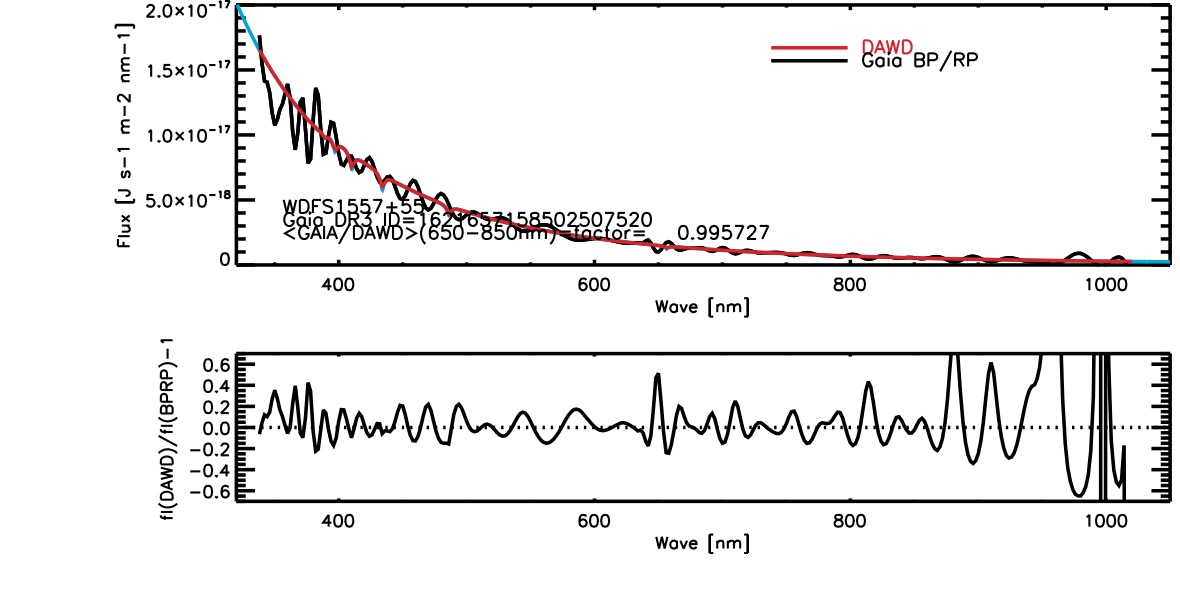 2.0×10−17
1.5×10−17
1.0×10−17
5.0×10−18
0
Flux [J s−1 m−2 nm−1]
DAWD
Gaia BP/RP
WDFS1557+55
Gaia DR3 ID=1621657158502507520
<GAIA/DAWD>(650−850nm)=factor= 0.995727
400 600 800 1000
Wave [nm]
0.6
0.4
0.2
0.0
−0.2
−0.4
−0.6
fl(DAWD)/fl(BPRP)−1
400 600 800 1000
Wave [nm]